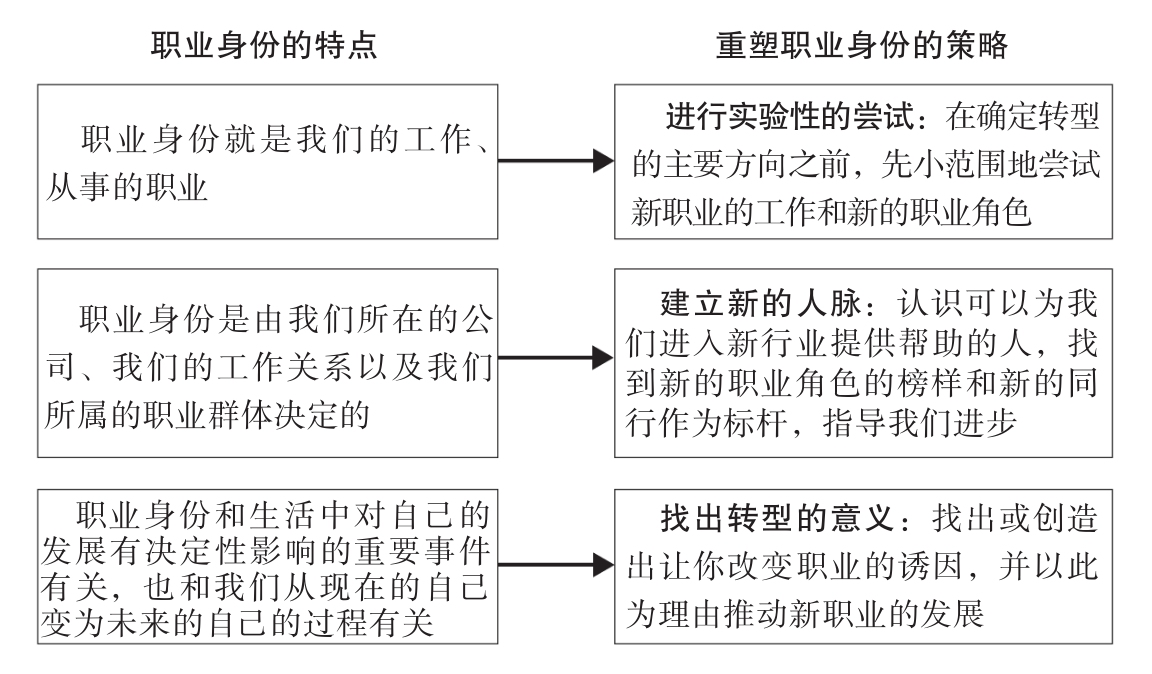 职业身份的特点
重塑职业身份的策略
职业身份就是我们的工作、
从事的职业
进行实验性的尝试：在确定转型
的主要方向之前，先小范围地尝试
新职业的工作和新的职业角色
职业身份是由我们所在的公
司、我们的工作关系以及我们
所属的职业群体决定的
建立新的人脉：认识可以为我
们进入新行业提供帮助的人，找
到新的职业角色的榜样和新的同
行作为标杆，指导我们进步
职业身份和生活中对自己的
发展有决定性影响的重要事件
有关，也和我们从现在的自己
变为未来的自己的过程有关
找出转型的意义：找出或创造
出让你改变职业的诱因，并以此
为理由推动新职业的发展